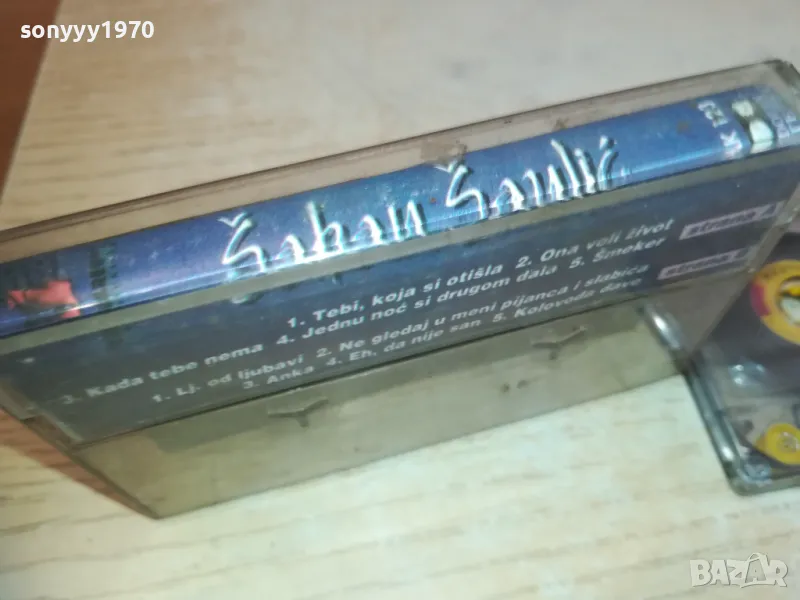 sonyyy1970
Šaban Šaulić
strana A
1. Tebi, koja si otišla 2. Ona voli život
3. Kada tebe nema 4. Jednu noć si drugom dala 5. Šmeker
strana
1. Lj. od ljubavi 2. Ne gledaj u meni pijanca i slabića
3. Anka 4. Eh, da nije san 5. Kolovođa davo
BAZAR